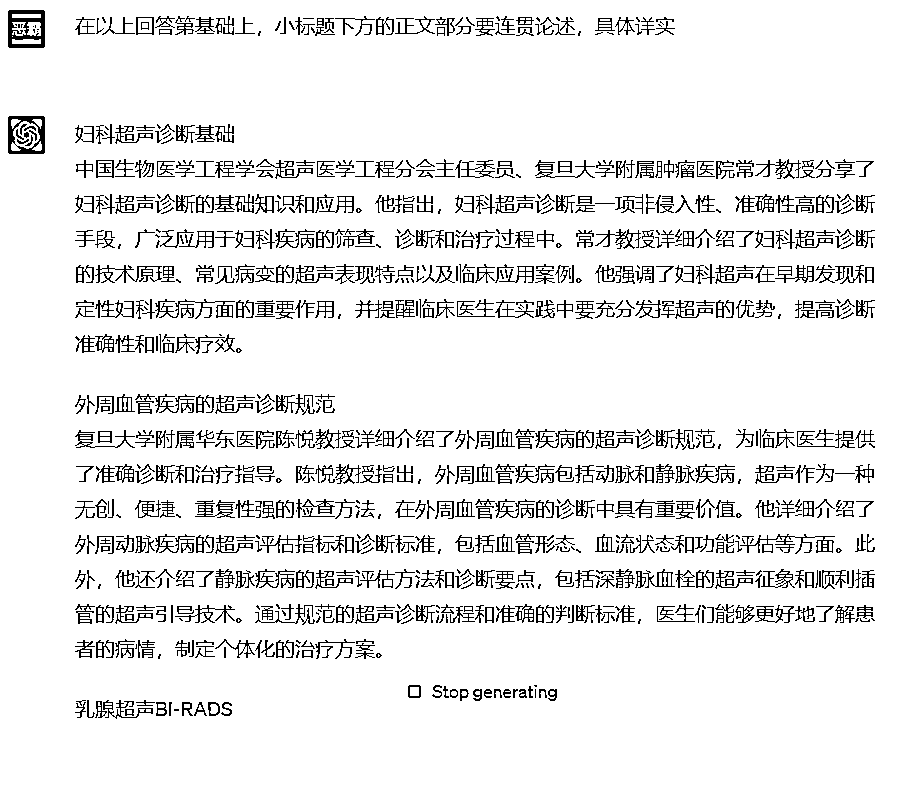 恶霸
在以上回答第基础上，小标题下方的正文部分要连贯论述，具体详实
妇科超声诊断基础
中国生物医学工程学会超声医学工程分会主任委员、复旦大学附属肿瘤医院常才教授分享了
妇科超声诊断的基础知识和应用。他指出，妇科超声诊断是一项非侵入性、准确性高的诊断
手段，广泛应用于妇科疾病的筛查、诊断和治疗过程中。常才教授详细介绍了妇科超声诊断
的技术原理、常见病变的超声表现特点以及临床应用案例。他强调了妇科超声在早期发现和
定性妇科疾病方面的重要作用，并提醒临床医生在实践中要充分发挥超声的优势，提高诊断
准确性和临床疗效。
外周血管疾病的超声诊断规范
复旦大学附属华东医院陈悦教授详细介绍了外周血管疾病的超声诊断规范，为临床医生提供
了准确诊断和治疗指导。陈悦教授指出，外周血管疾病包括动脉和静脉疾病，超声作为一种
无创、便捷、重复性强的检查方法，在外周血管疾病的诊断中具有重要价值。他详细介绍了
外周动脉疾病的超声评估指标和诊断标准，包括血管形态、血流状态和功能评估等方面。此
外，他还介绍了静脉疾病的超声评估方法和诊断要点，包括深静脉血栓的超声征象和顺利插
管的超声引导技术。通过规范的超声诊断流程和准确的判断标准，医生们能够更好地了解患
者的病情，制定个体化的治疗方案。
Stop generating
乳腺超声BI-RADS